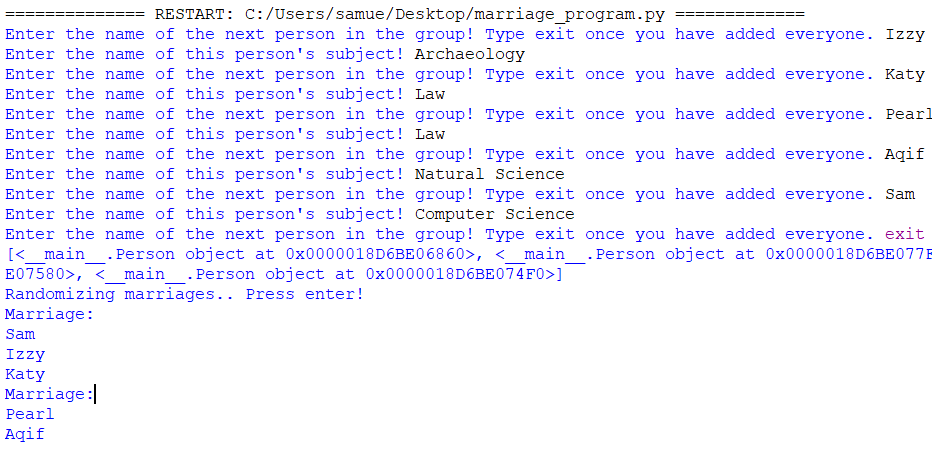 ============== RESTART: C:/Users/samue/Desktop/marriage_program.py =============
Enter the name of the next person in the group! Type exit once you have added everyone. Izzy
Enter the name of this person's subject! Archaeology
Enter the name of the next person in the group! Type exit once you have added everyone. Katy
Enter the name of this person's subject! Law
Enter the name of the next person in the group! Type exit once you have added everyone. Pearl
Enter the name of this person's subject! Law
Enter the name of the next person in the group! Type exit once you have added everyone. Aqif
Enter the name of this person's subject! Natural Science
Enter the name of the next person in the group! Type exit once you have added everyone. Sam
Enter the name of this person's subject! Computer Science
Enter the name of the next person in the group! Type exit once you have added everyone. exit
[<__main__.Person object at 0x0000018D6BE06860>, <__main__.Person object at
E07580>, <__main__.Person object at 0x0000018D6BE074F0>]
Randomizing marriages.. Press enter!
Marriage:
Sam
Izzy
Katy
Marriage:
Pearl
Aqif